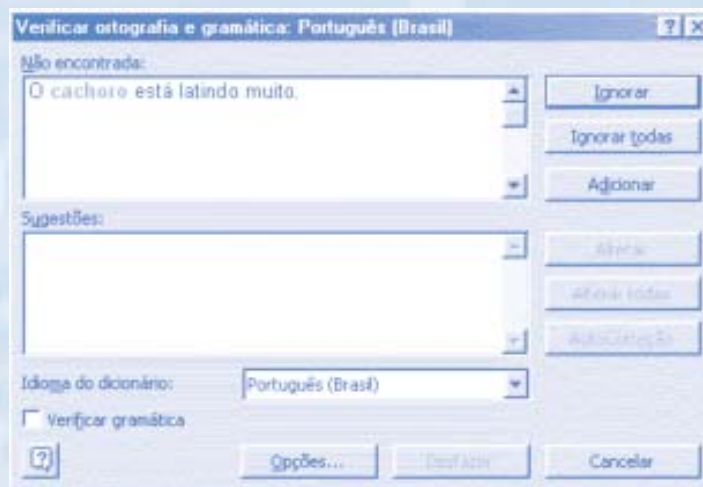 Verificar ortografia e gramática: Português (Brasil)
Não encontrada:
O cachoro está latindo muito.
Ignorar
Ignorar todas
Adicionar
Sugestões:
Alterar
Alterar todas
AutoCorreção
Idioma do dicionário:
Português (Brasil)
Verificar gramática
Opções...
Desfazer
Cancelar